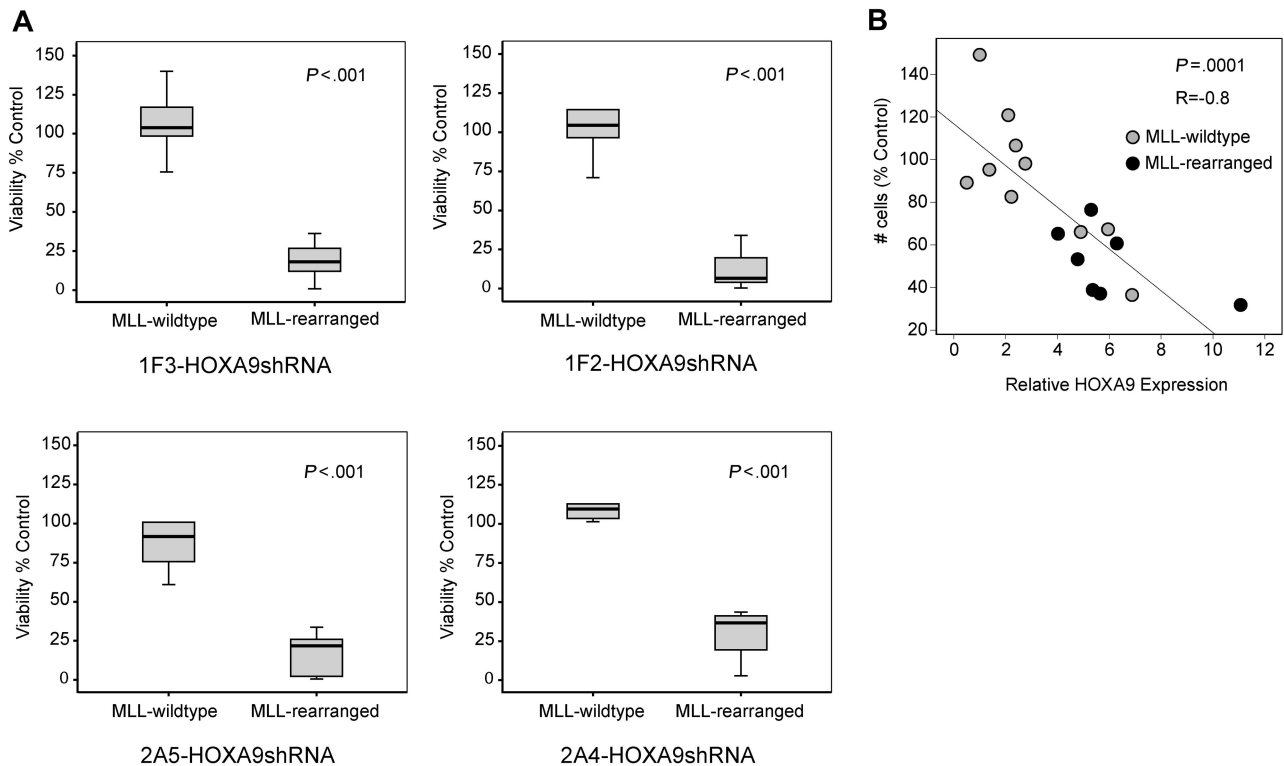 A
Viability % Control
150
125
100
75
50
25
0
P<.001
MLL-wildtype MLL-rearranged
1F3-HOXA9shRNA
Viability % Control
150
125
100
75
50
25
0
P<.001
MLL-wildtype MLL-rearranged
1F2-HOXA9shRNA
B
# cells (% Control)
140
120
100
80
60
40
20
P=.0001
R=-0.8
MLL-wildtype
MLL-rearranged
0 2 4 6 8 10 12
Relative HOXA9 Expression
Viability % Control
150
125
100
75
50
25
0
P<.001
MLL-wildtype MLL-rearranged
2A5-HOXA9shRNA
Viability % Control
150
125
100
75
50
25
0
P<.001
MLL-wildtype MLL-rearranged
2A4-HOXA9shRNA